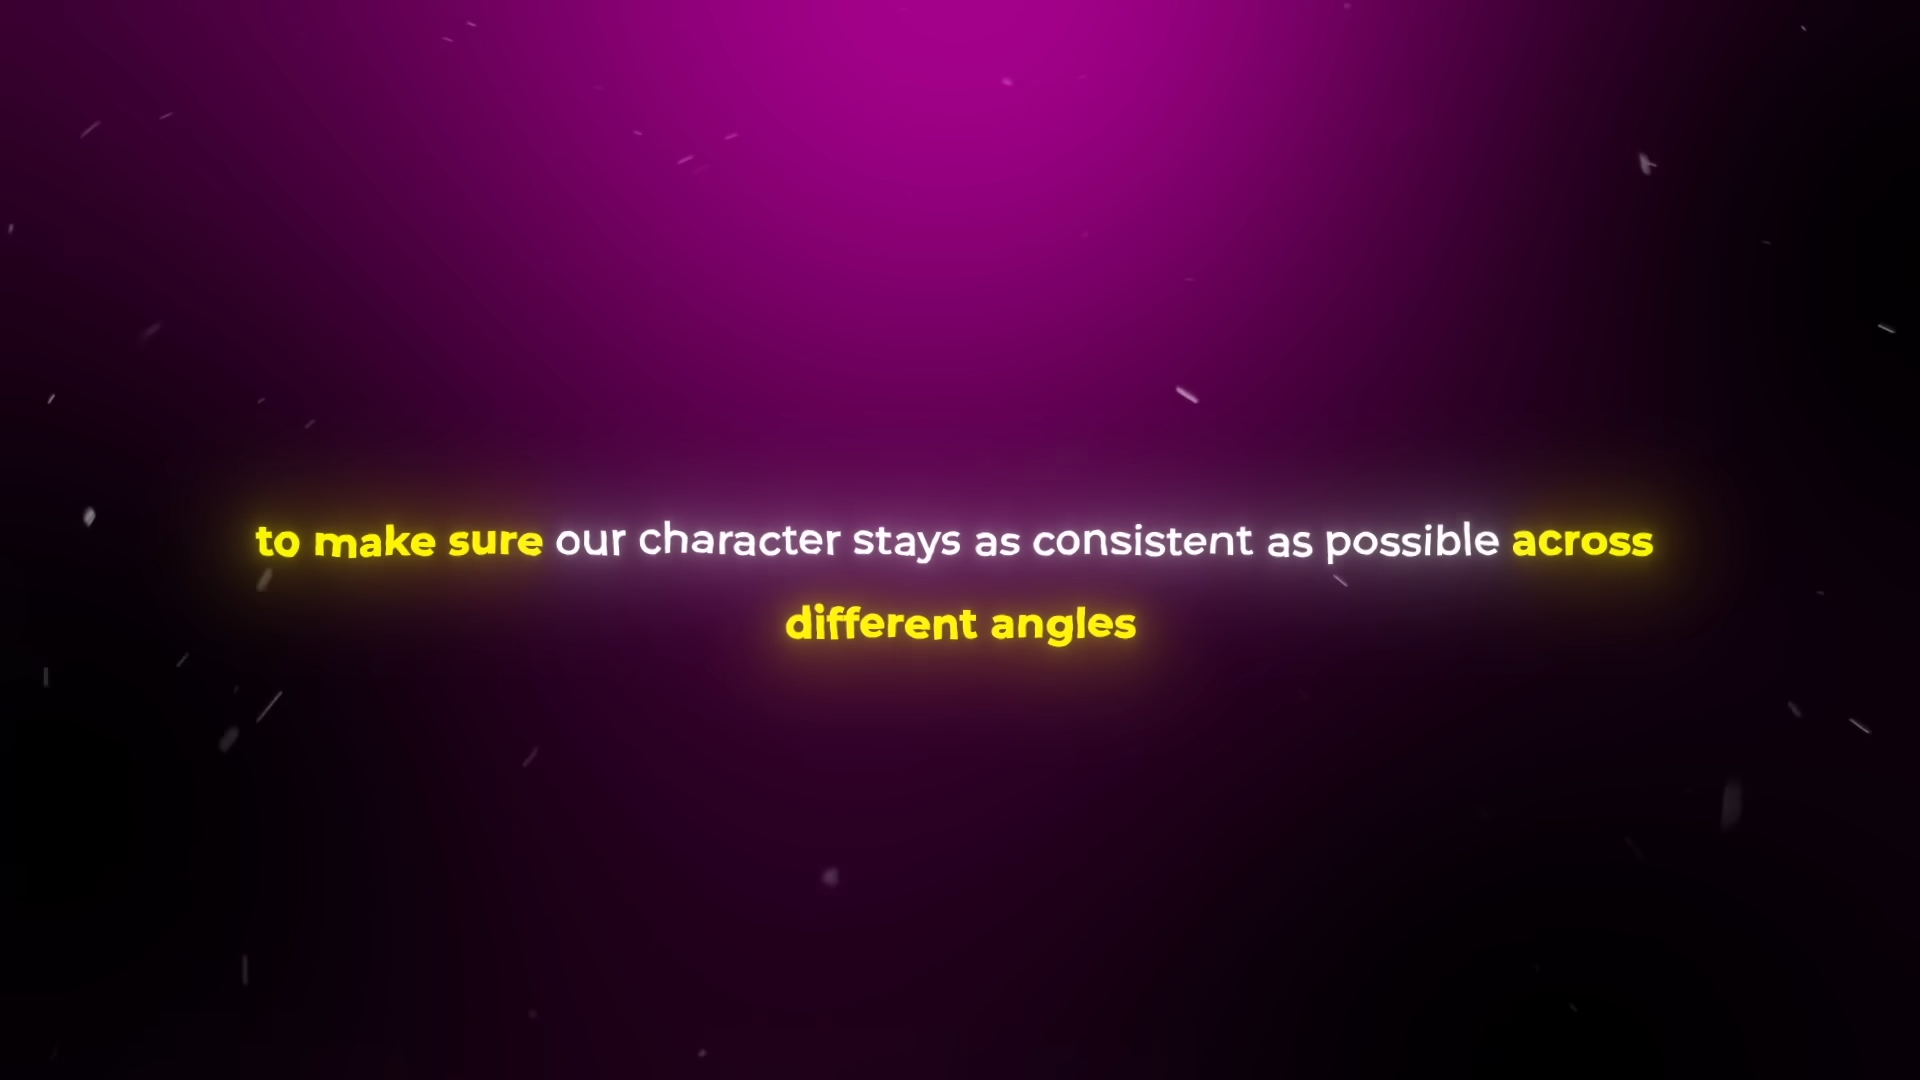 to make sure our character stays as consistent as possible across
different angles